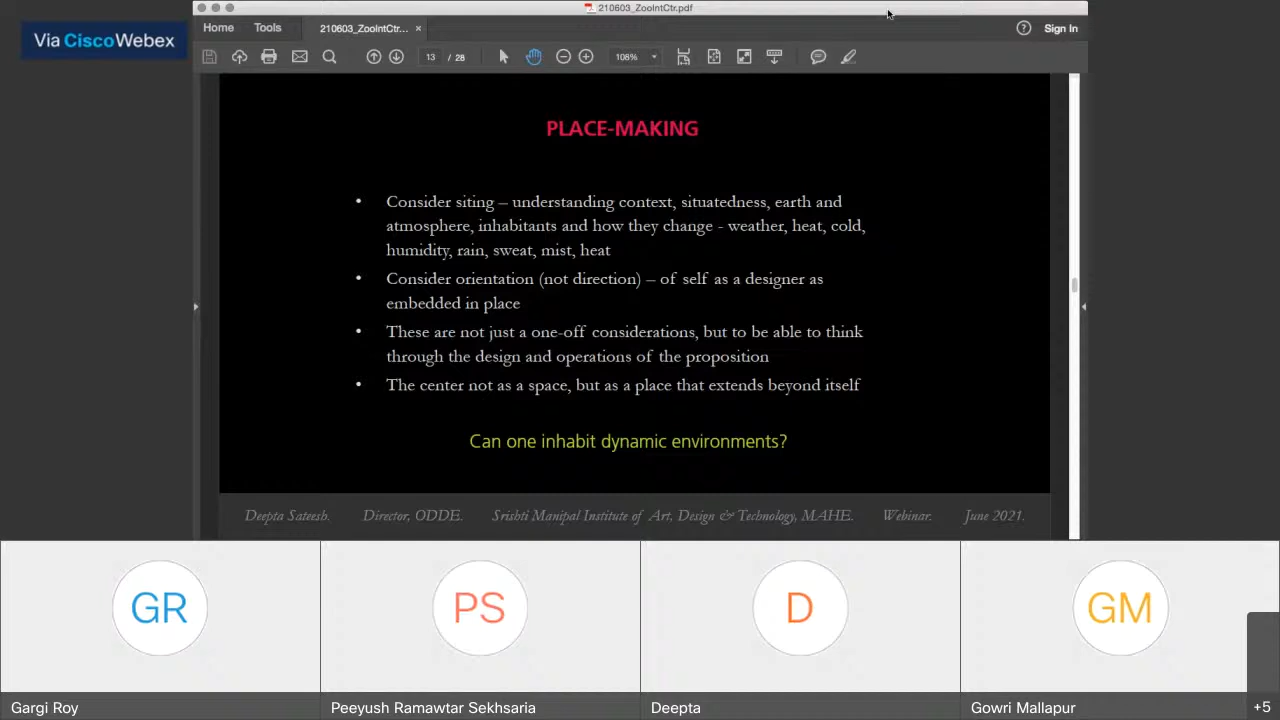 210603_ZooIntCtr.pdf
Via CiscoWebex
Home Tools 210603_ZooIntCtr... × Sign In
13 / 28 108%
PLACE-MAKING
• Consider siting – understanding context, situatedness, earth and
atmosphere, inhabitants and how they change - weather, heat, cold,
humidity, rain, sweat, mist, heat
• Consider orientation (not direction) – of self as a designer as
embedded in place
• These are not just a one-off considerations, but to be able to think
through the design and operations of the proposition
• The center not as a space, but as a place that extends beyond itself
Can one inhabit dynamic environments?
Deepta Sateesh. Director, ODDE. Srishti Manipal Institute of Art, Design & Technology, MAHE. Webinar. June 2021.
GR PS D GM
Gargi Roy Peeyush Ramawtar Sekhsaria Deepta Gowri Mallapur +5